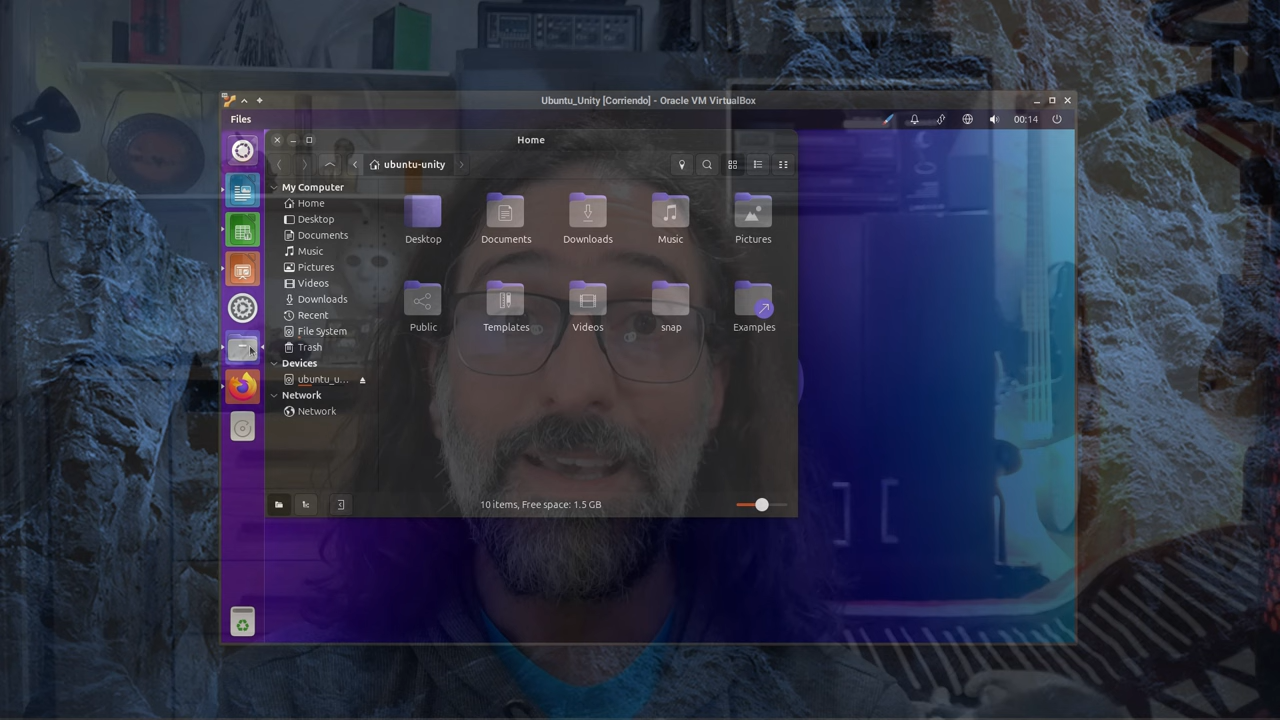 Ubuntu_Unity [Corriendo] - Oracle VM VirtualBox
Files
00:14
Home
ubuntu-unity
My Computer
Home
Desktop
Documents
Music
Pictures
Videos
Downloads
Recent
File System
Trash
Devices
ubuntu_u...
Network
Network
Desktop
Documents
Downloads
Music
Pictures
Public
Templates
Videos
snap
Examples
10 items, Free space: 1.5 GB